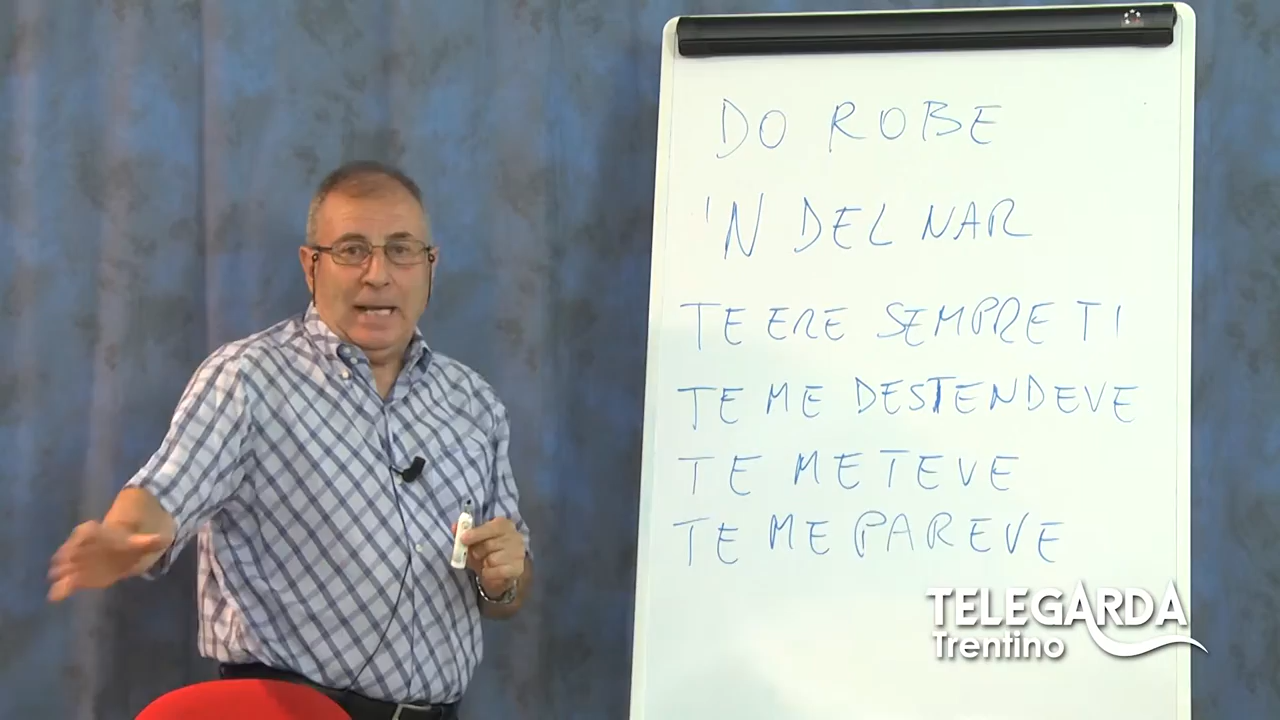 DO ROBE
'N DEL NAR
TE ERE SEMPRE TI
TE ME DESTENDEVE
TE METEVE
TE ME PAREVE
TELEGARDA
Trentino